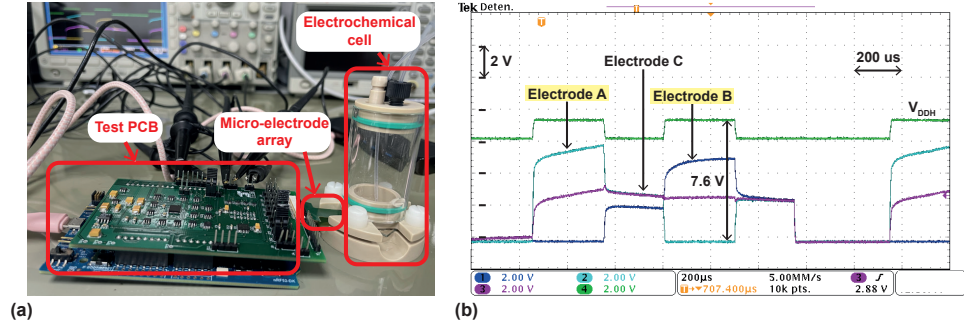 Electrochemical
cell
Test PCB
Micro-electrode
array
(a)
Tek Deten.
T
2 V
Electrode C
200 us
Electrode A
Electrode B
VDDH
7.6 V
1 2.00 V 2 2.00 V
3 2.00 V 4 2.00 V
200µs
T→▼707.400µs
5.00MM/s
10k pts.
3
2.88 V
(b)